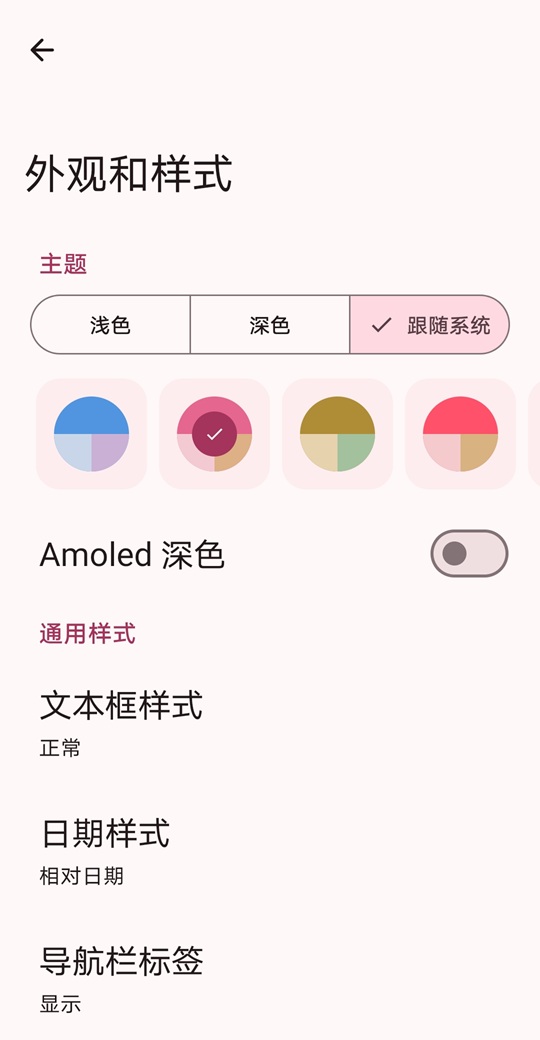 外观和样式
主题
浅色
深色
跟随系统
Amoled 深色
通用样式
文本框样式
正常
日期样式
相对日期
导航栏标签
显示